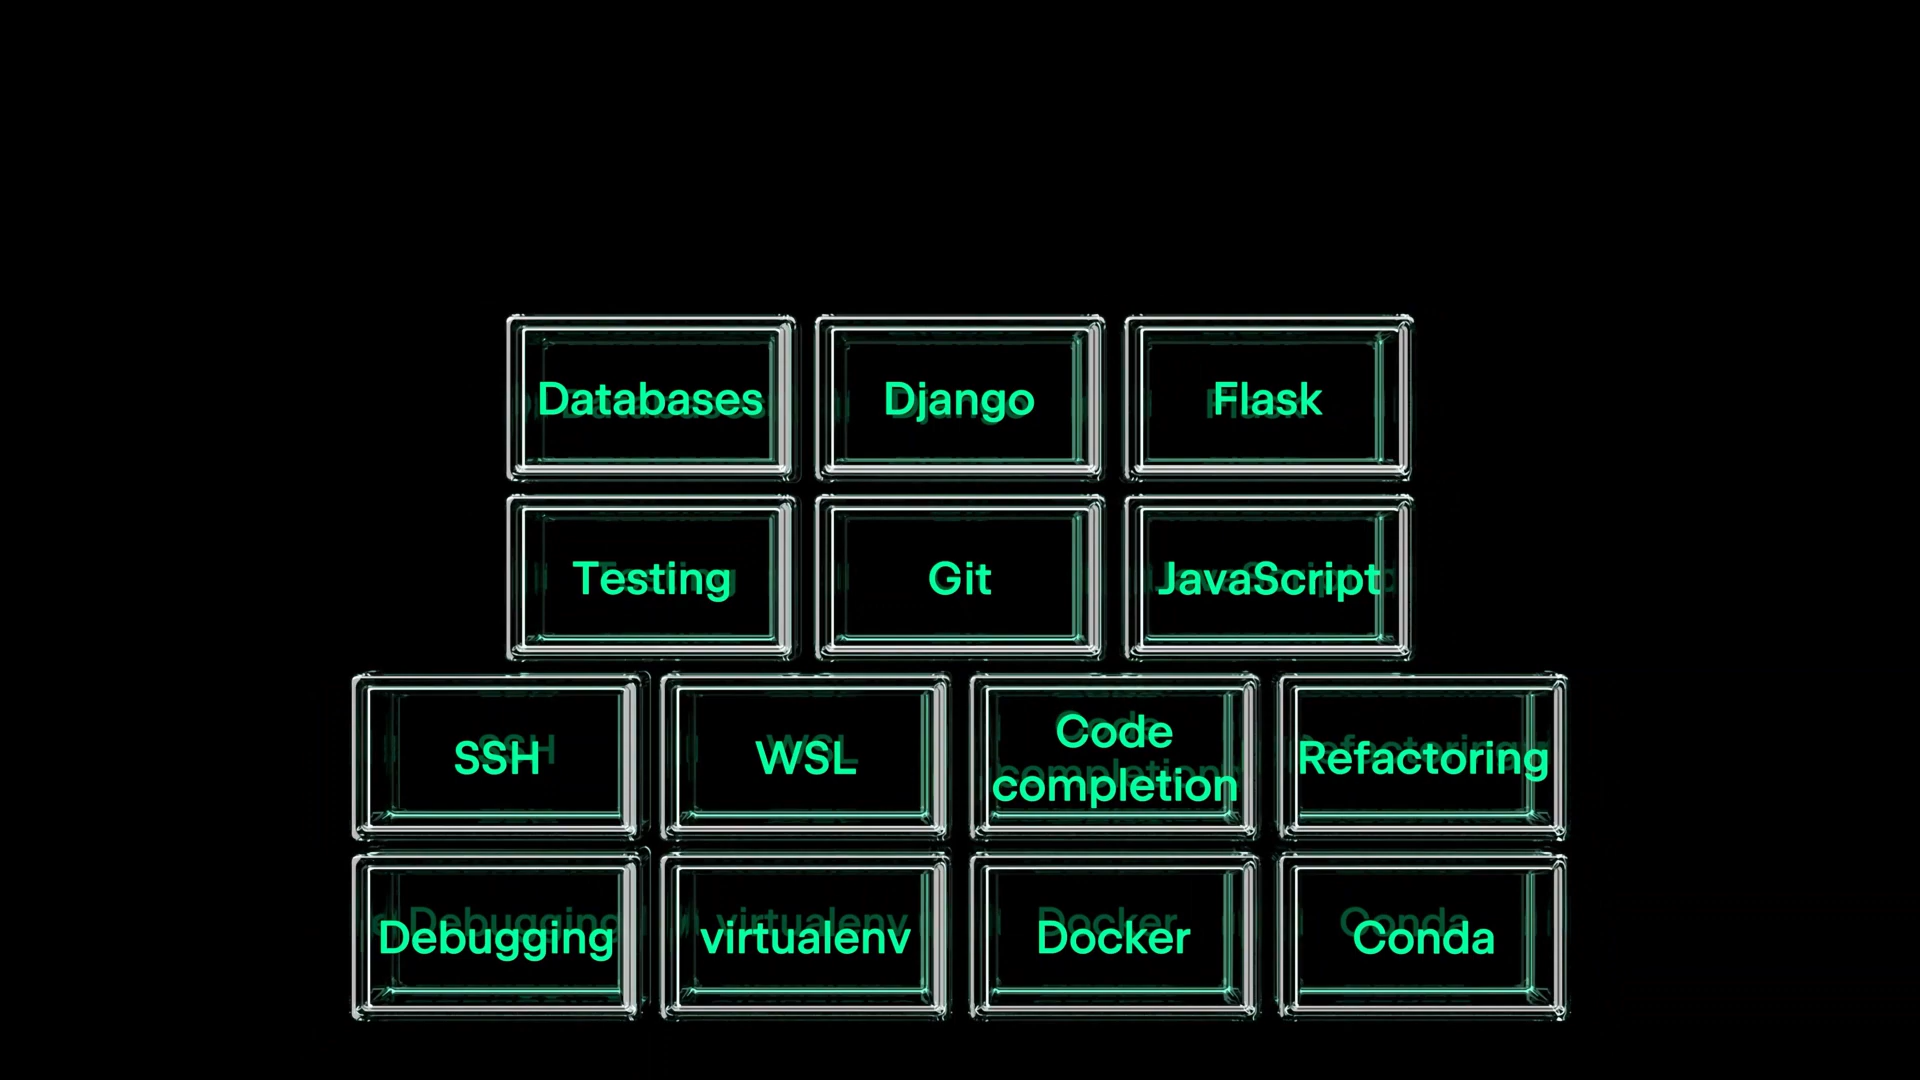 Databases
Django
Flask
Testing
Git
JavaScript
SSH
WSL
Code
completion
Refactoring
Debugging
virtualenv
Docker
Conda